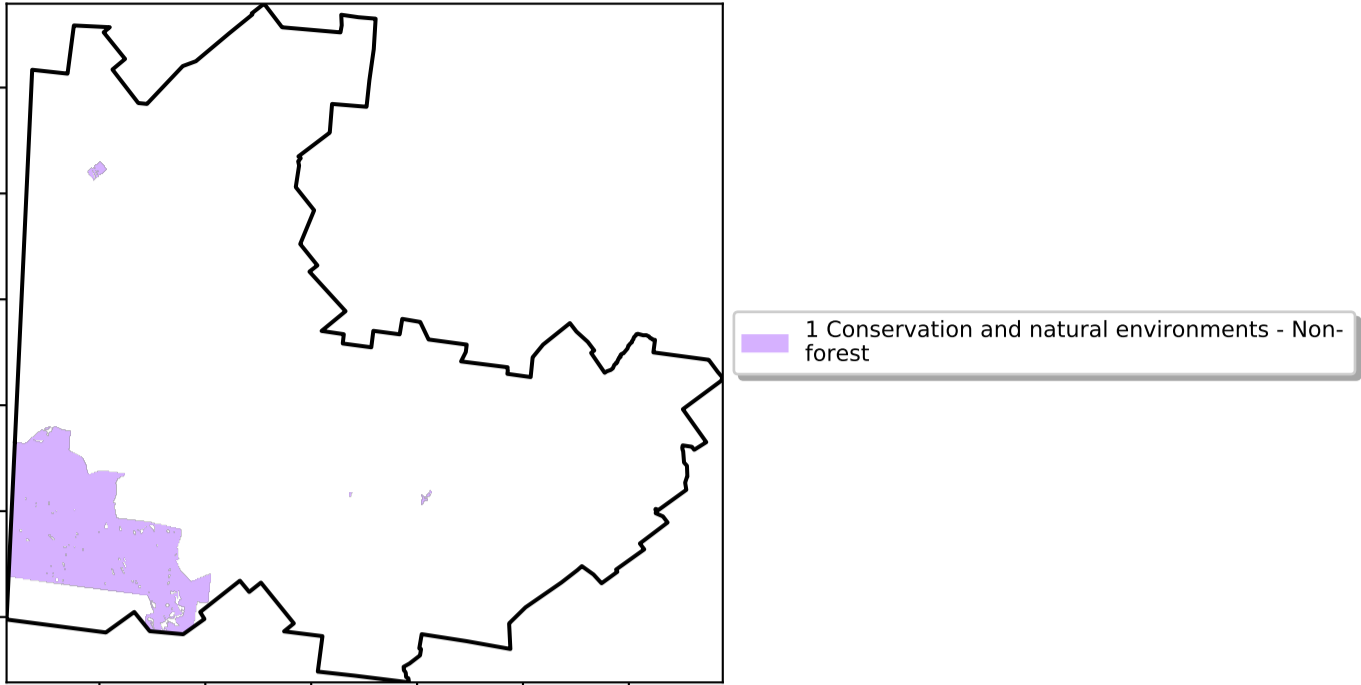 1 Conservation and natural environments - Non-
forest